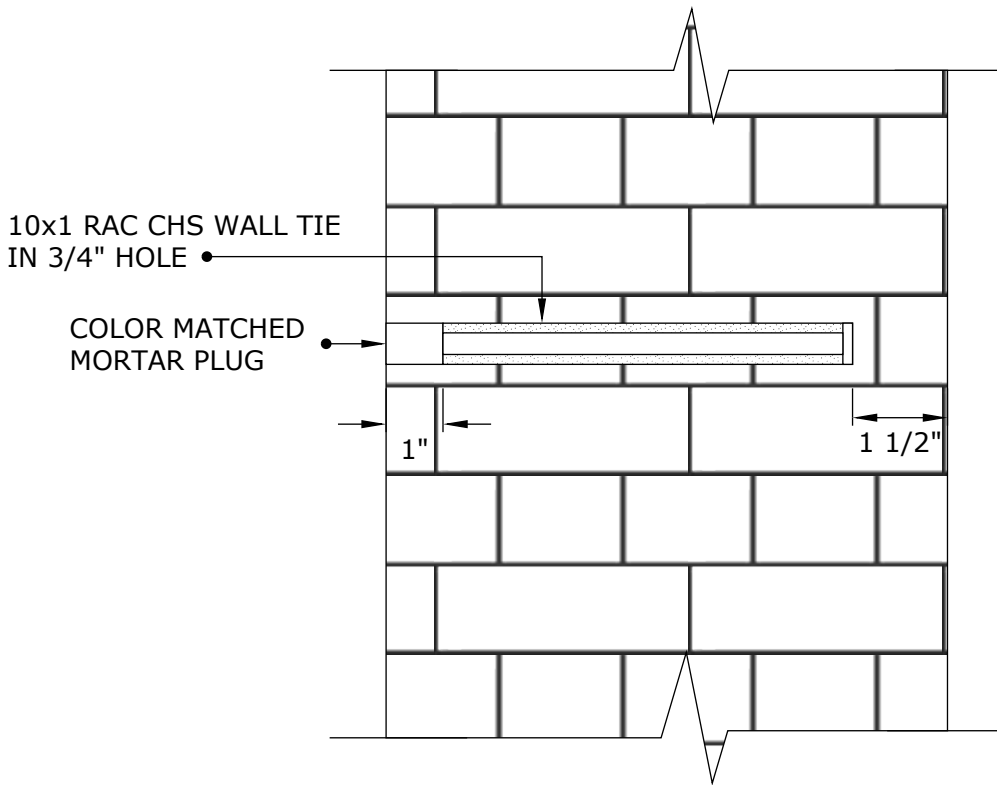 10x1 RAC CHS WALL TIE
IN 3/4" HOLE
COLOR MATCHED
MORTAR PLUG
1"
1 1/2"